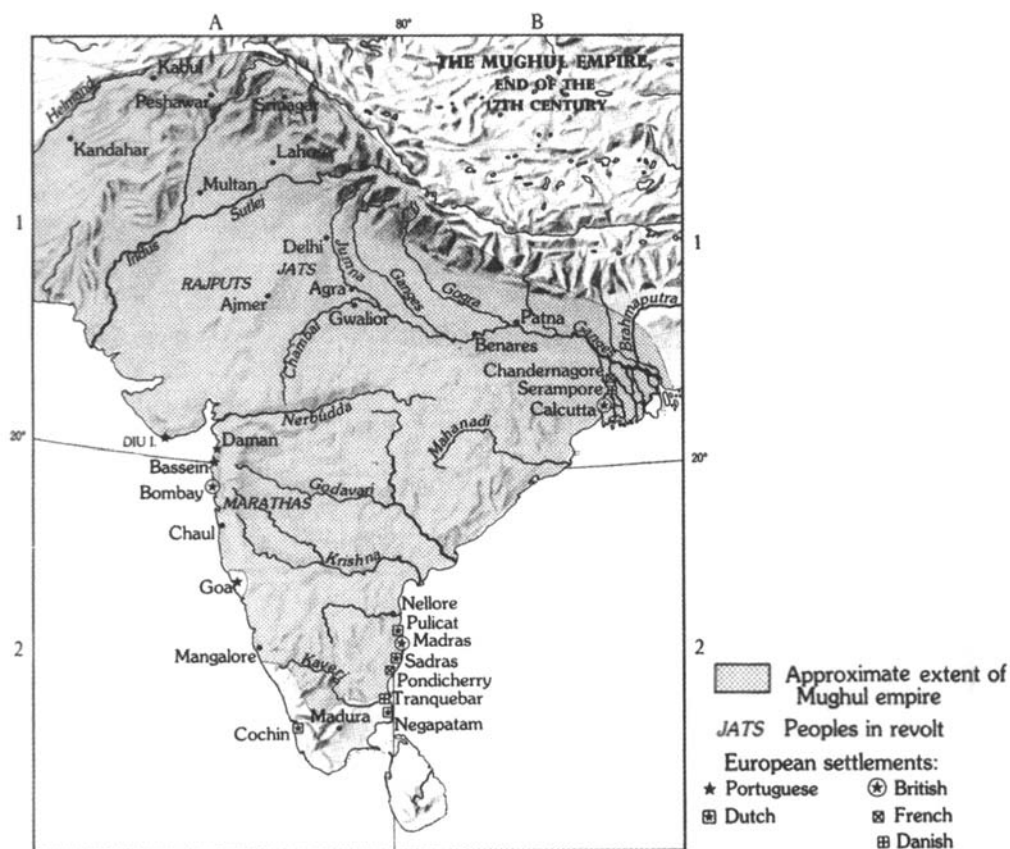 A
80°
B
THE MUGHUL EMPIRE,
END OF THE
17TH CENTURY
Kabul
Helmand
Peshawar
Srinagar
Kandahar
Lahore
Multan
Sutlej
1
1
Indus
Delhi
JATS
Jumna
RAJPUTS
Ganges
Gogra
Agra
Ajmer
Gwalior
Patna
Brahmaputra
Ganges
Chambal
Benares
Chandernagore
Serampore
Calcutta
Nerbudda
Mahanadi
20°
DIU I.
Daman
20°
Bassein
Bombay
Godavari
MARATHAS
Chaul
Krishna
Goa
Nellore
Pulicat
Madras
2
Mangalore
Sadras
2
Kaveri
Pondicherry
Tranquebar
Madura
Negapatam
Cochin
Approximate extent of
Mughul empire
JATS Peoples in revolt
European settlements:
Portuguese British
Dutch French
Danish